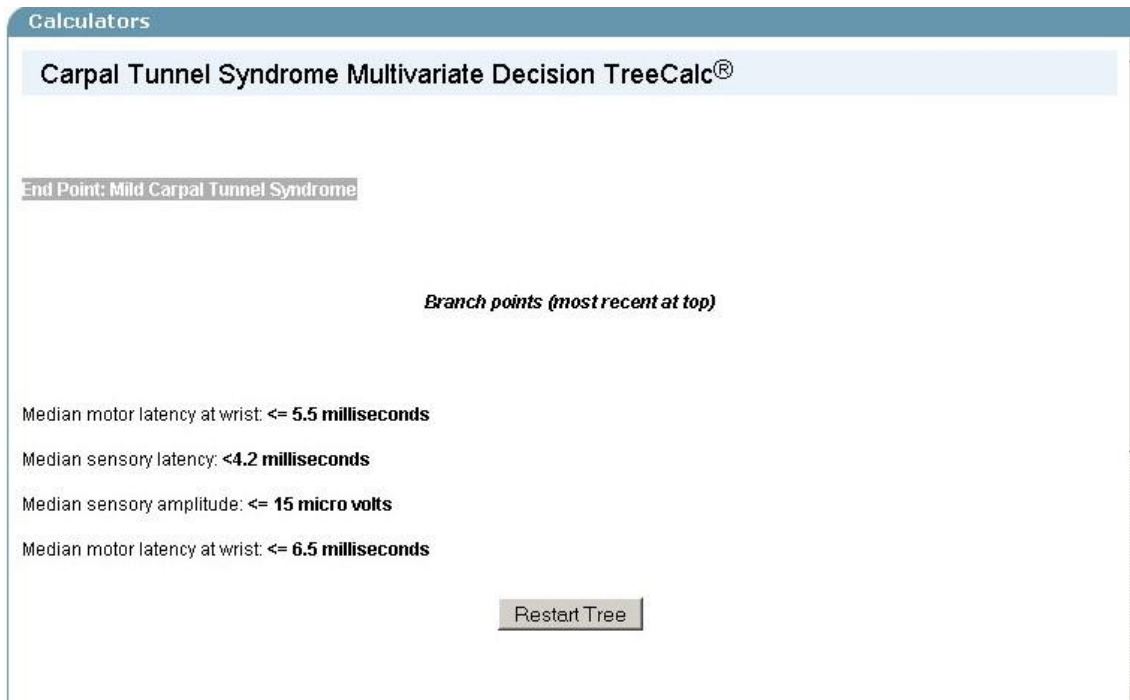 Calculators
Carpal Tunnel Syndrome Multivariate Decision TreeCalc®
End Point: Mild Carpal Tunnel Syndrome
Branch points (most recent at top)
Median motor latency at wrist: <= 5.5 milliseconds
Median sensory latency: <4.2 milliseconds
Median sensory amplitude: <= 15 micro volts
Median motor latency at wrist: <= 6.5 milliseconds
Restart Tree